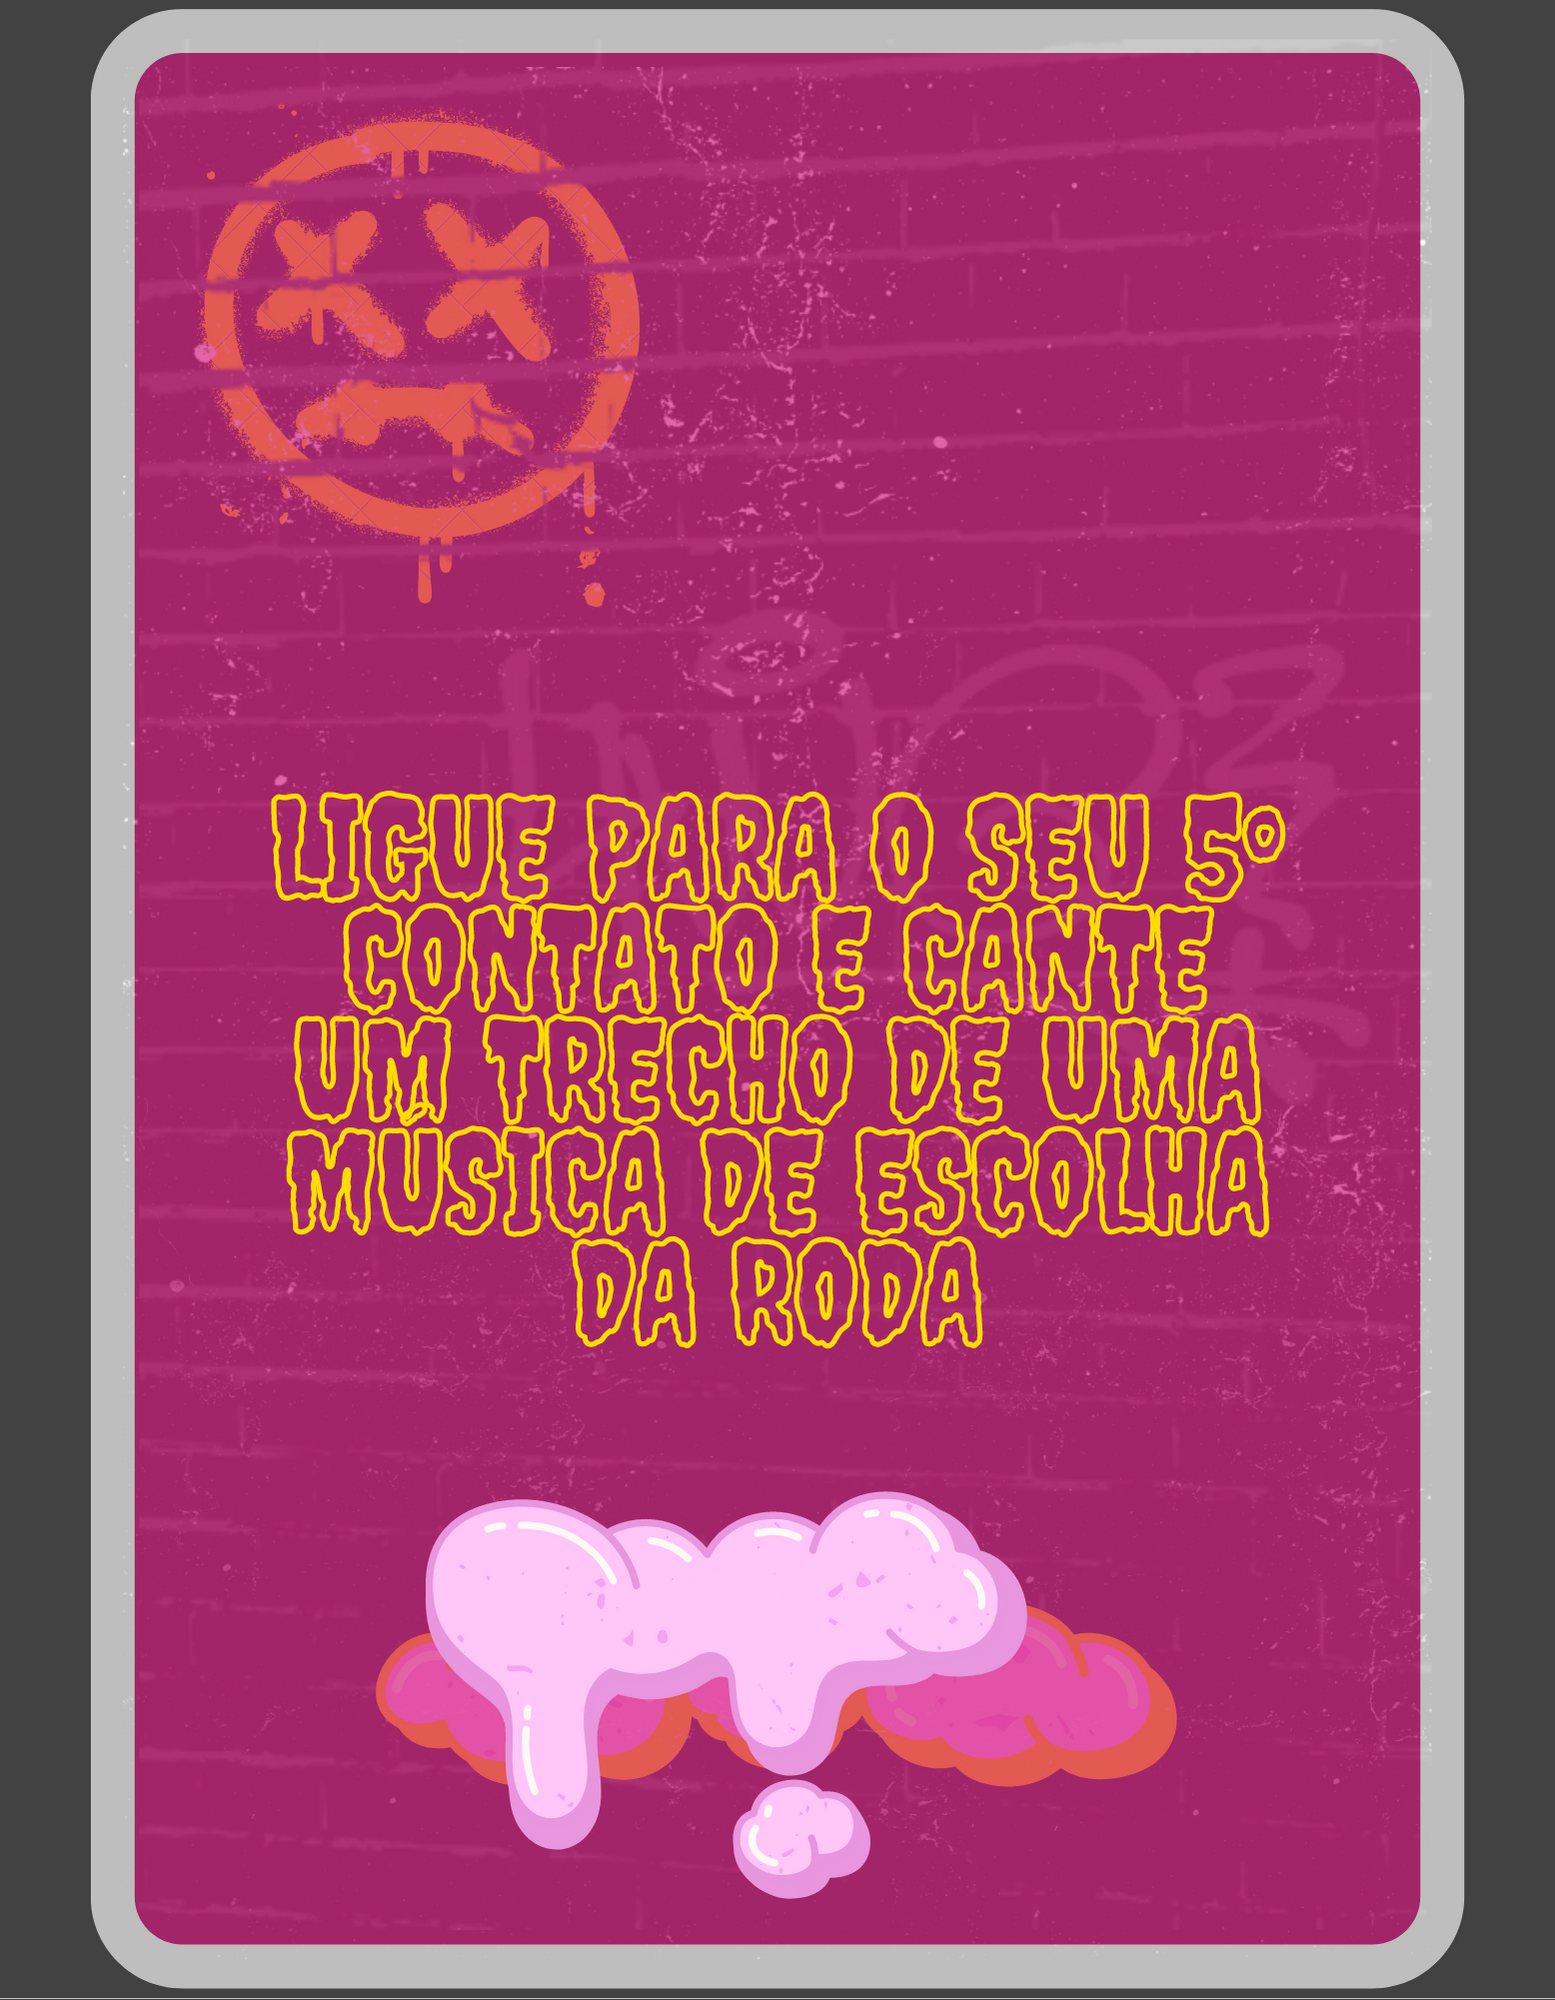 LIGUE PARA O SEU 5º
CONTATO E CANTE
UM TRECHO DE UMA
MÚSICA DE ESCOLHA
DA RODA